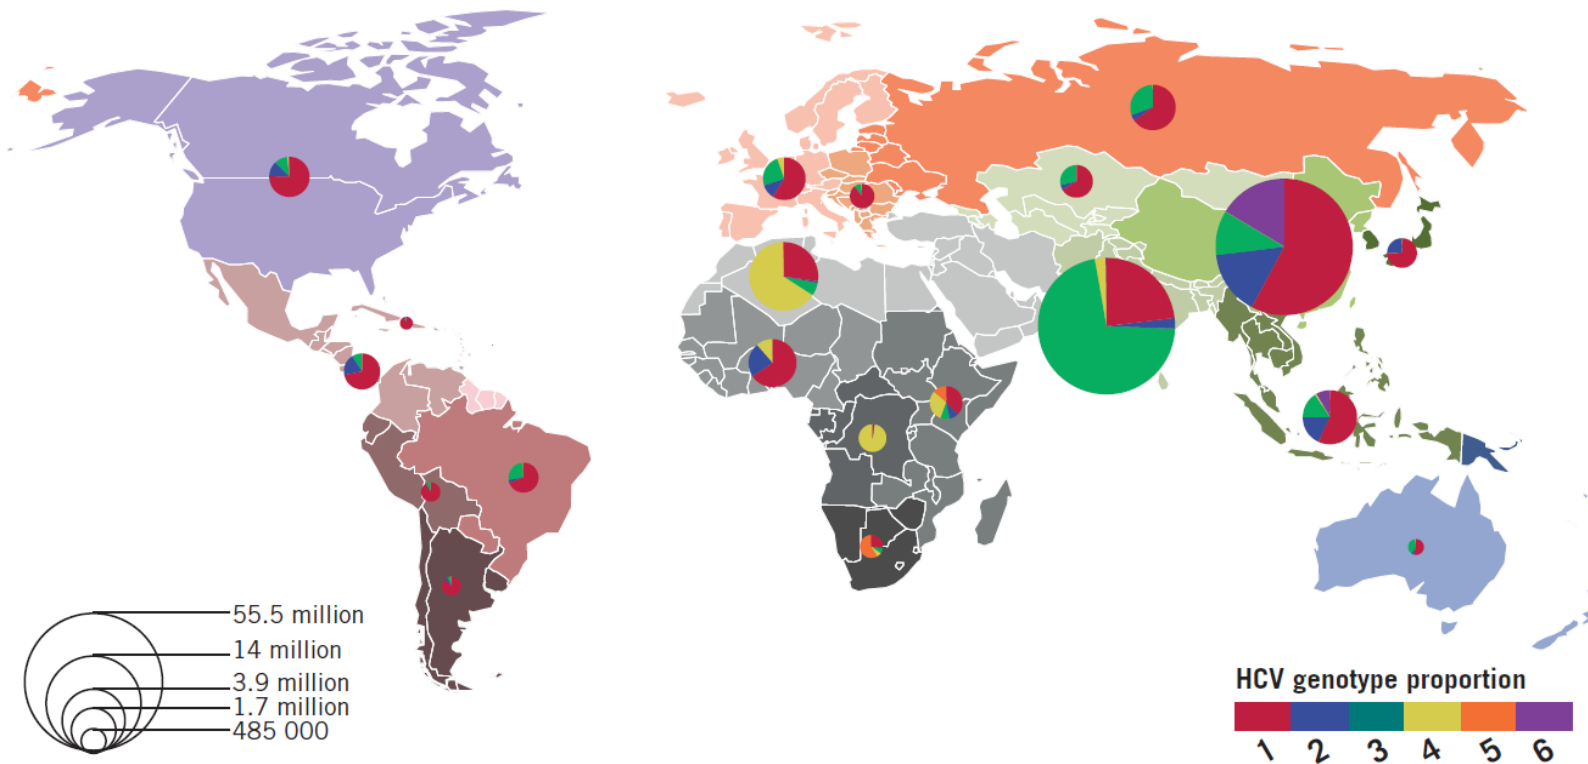 55.5 million
14 million
3.9 million
1.7 million
485 000
HCV genotype proportion
1 2 3 4 5 6